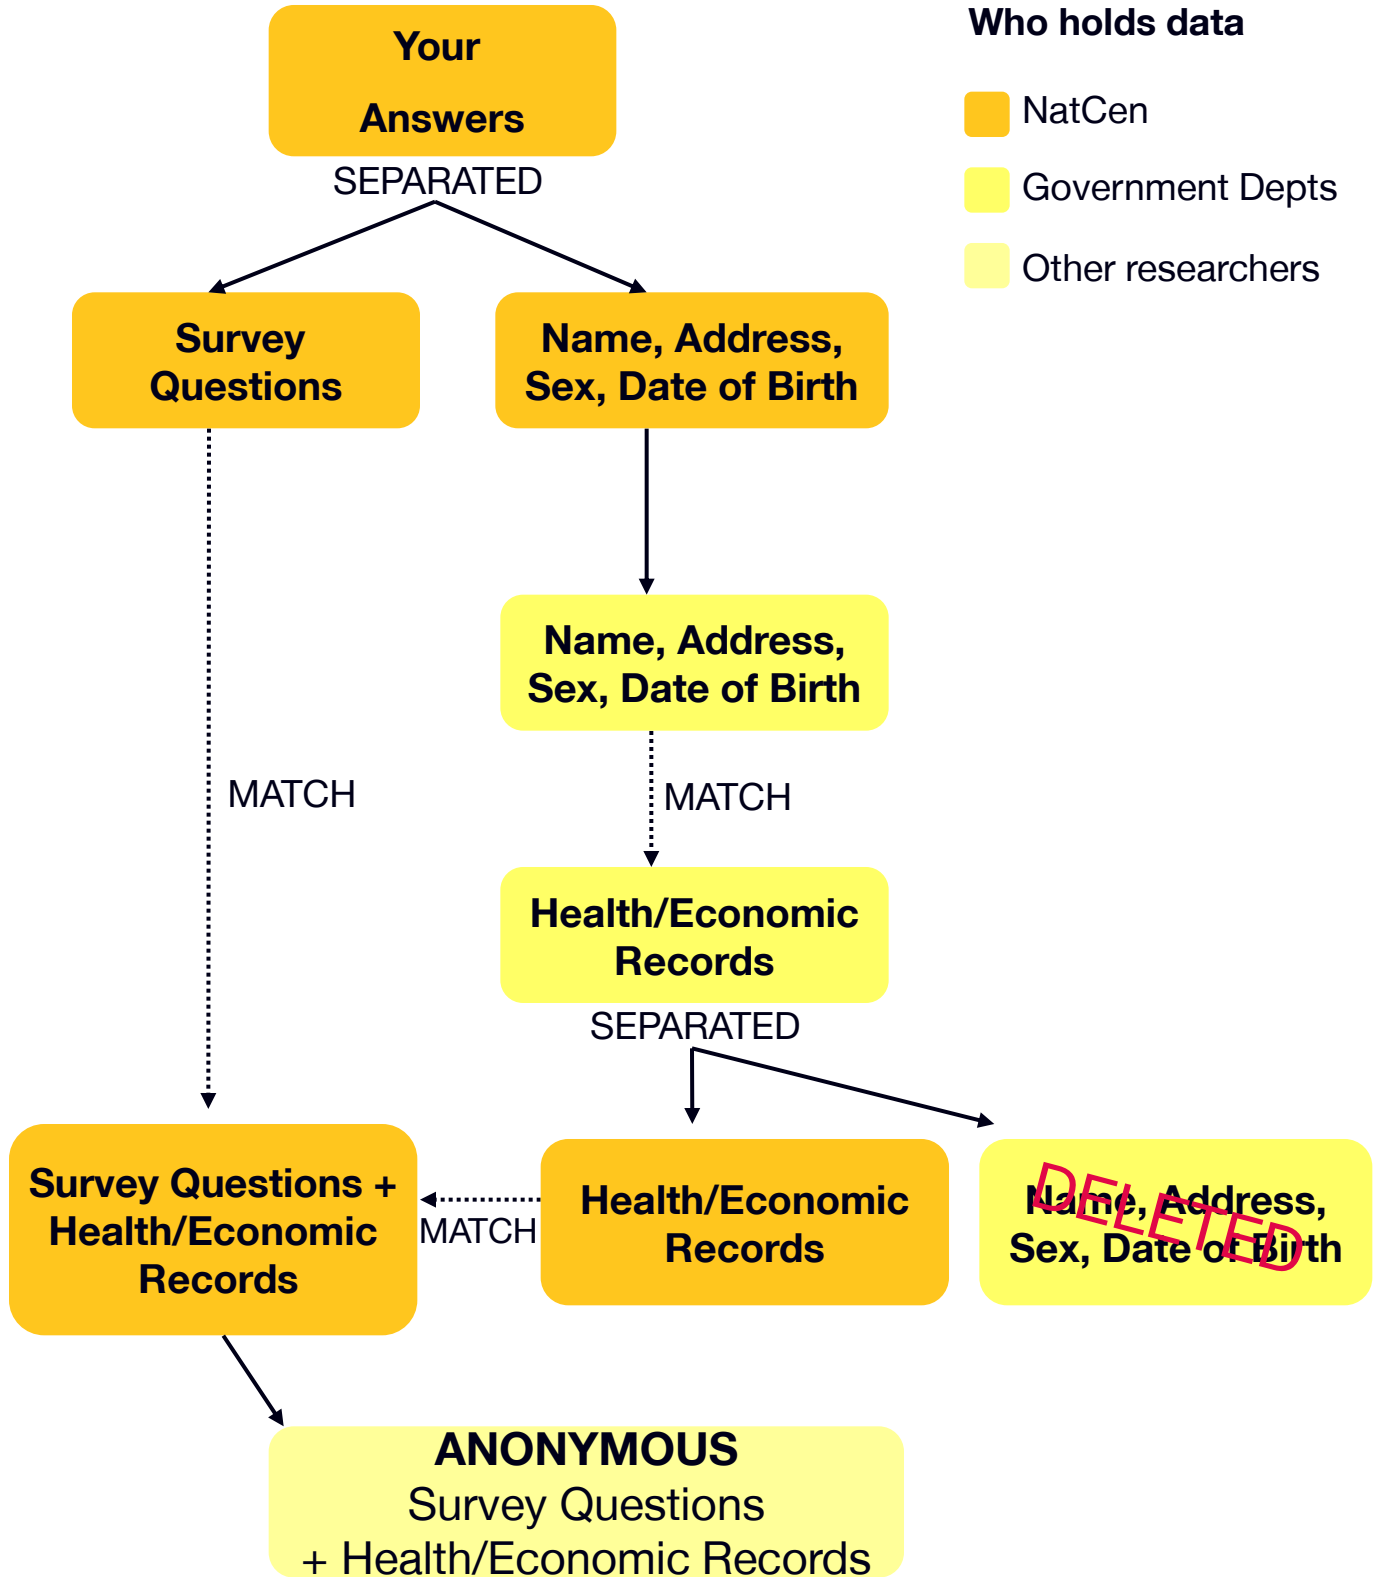 Your
Answers
SEPARATED
Who holds data
NatCen
Government Depts
Other researchers
Survey
Questions
Name, Address,
Sex, Date of Birth
Name, Address,
Sex, Date of Birth
MATCH
MATCH
Health/Economic
Records
SEPARATED
Survey Questions +
Health/Economic
Records
MATCH
Health/Economic
Records
Name, Address,
Sex, Date of Birth
DELETED
ANONYMOUS
Survey Questions
+ Health/Economic Records